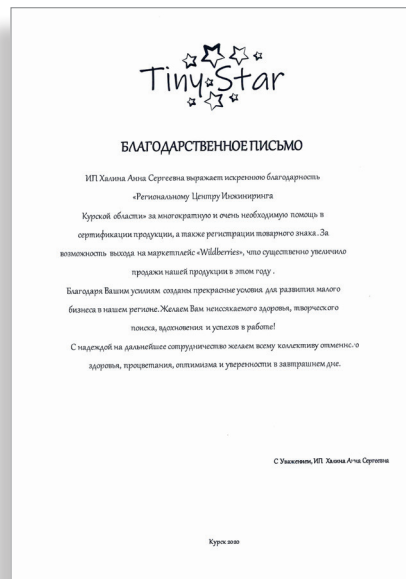 Tiny Star
БЛАГОДАРСТВЕННОЕ ПИСЬМО
ИП Халина Анна Сергеевна выражает искреннюю благодарность
«Региональному Центру Инжиниринга
Курской области» за многократную и очень необходимую помощь в
сертификации продукции, а также регистрации товарного знака. За
возможность выхода на маркетплейс «Wildberries», что существенно увеличило
продажи нашей продукции в этом году .
Благодаря Вашим усилиям созданы прекрасные условия для развития малого
бизнеса в нашем регионе. Желаем Вам неиссякаемого здоровья, творческого
поиска, вдохновения и успехов в работе!
С надеждой на дальнейшее сотрудничество желаем всему коллективу отменного
здоровья, процветания, оптимизма и уверенности в завтрашнем дне.
С Уважением, ИП Халина Анна Сергеевна
Курск 2020